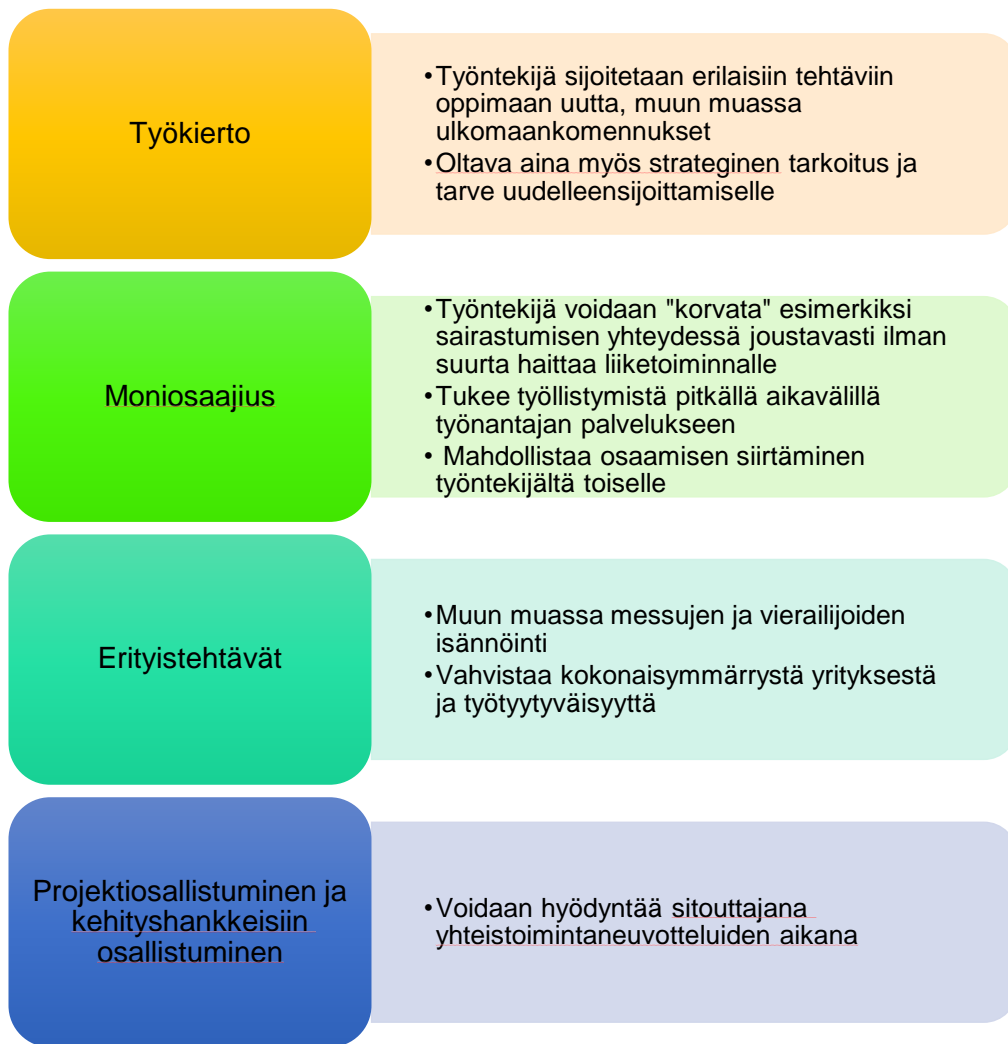 Työkierto
•Työntekijä sijoitetaan erilaisiin tehtäviin
oppimaan uutta, muun muassa
ulkomaankomennukset
•Oltava aina myös strateginen tarkoitus ja
tarve uudelleensijoittamiselle
Moniosaajius
•Työntekijä voidaan "korvata" esimerkiksi
sairastumisen yhteydessä joustavasti ilman
suurta haittaa liiketoiminnalle
•Tukee työllistymistä pitkällä aikavälillä
työnantajan palvelukseen
• Mahdollistaa osaamisen siirtäminen
työntekijältä toiselle
Erityistehtävät
•Muun muassa messujen ja vierailijoiden
isännöinti
•Vahvistaa kokonaisymmärrystä yrityksestä
ja työtyytyväisyyttä
Projektiosallistuminen ja
kehityshankkeisiin
osallistuminen
•Voidaan hyödyntää sitouttajana
yhteistoimintaneuvotteluiden aikana